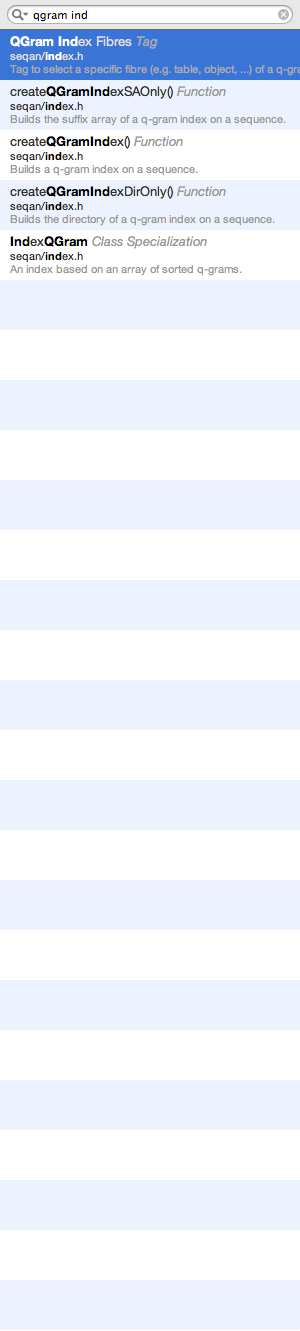 qgram ind
QGram Index Fibres Tag
seqan/index.h
Tag to select a specific fibre (e.g. table, object, ...) of a q-gra
createQGramIndexSAOnly() Function
seqan/index.h
Builds the suffix array of a q-gram index on a sequence.
createQGramIndex() Function
seqan/index.h
Builds a q-gram index on a sequence.
createQGramIndexDirOnly() Function
seqan/index.h
Builds the directory of a q-gram index on a sequence.
IndexQGram Class Specialization
seqan/index.h
An index based on an array of sorted q-grams.